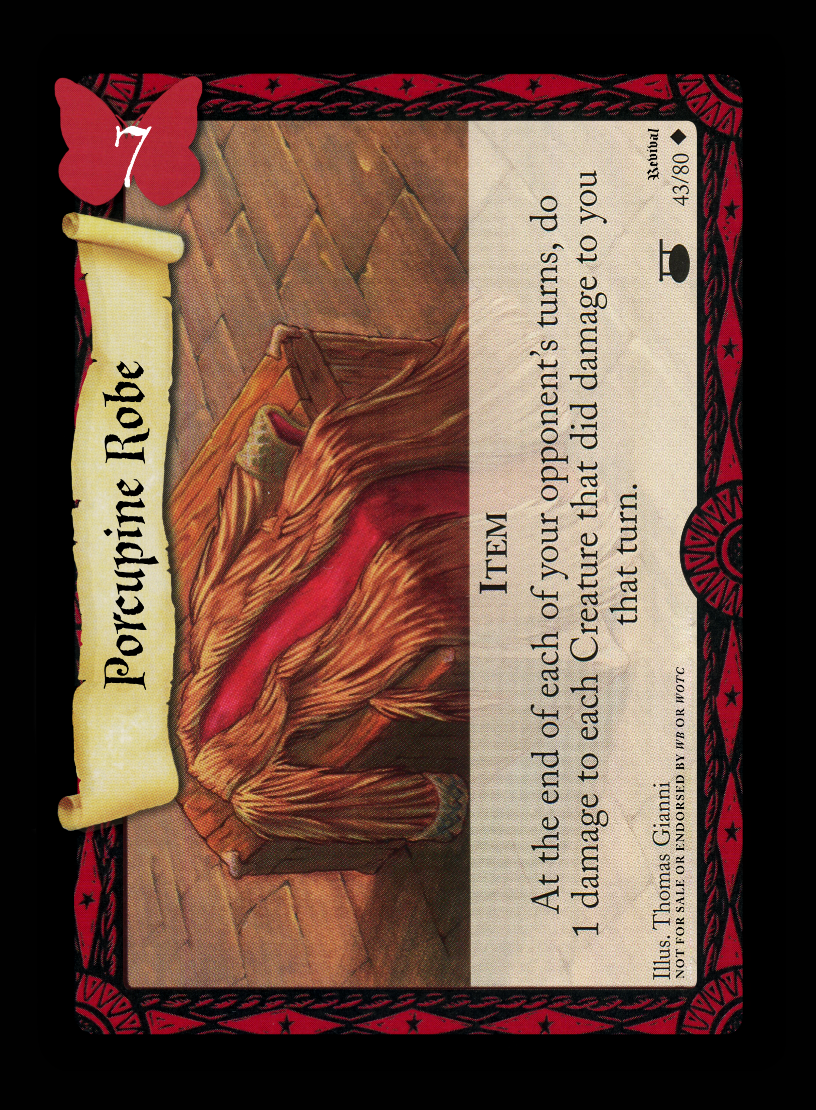 7
Porcupine Robe
ITEM
At the end of each of your opponent's turns, do
1 damage to each Creature that did damage to you
that turn.
Illus. Thomas Gianni
NOT FOR SALE OR ENDORSED BY WB OR WOTC
Revival
43/80